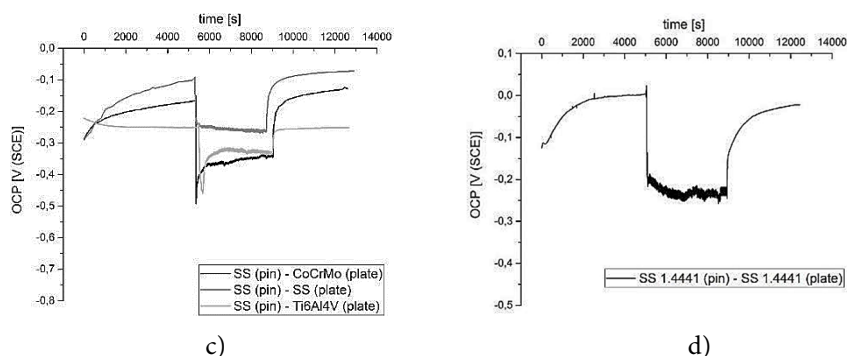 time [s]
0 2000 4000 6000 8000 10000 12000 14000
0,0
-0,1
-0,2
-0,3
-0,4
-0,5
-0,6
-0,7
-0,8
OCP [V (SCE)]
SS (pin) - CoCrMo (plate)
SS (pin) - SS (plate)
SS (pin) - Ti6Al4V (plate)
c)
time [s]
0 2000 4000 6000 8000 10000 12000 14000
0,1
0,0
-0,1
-0,2
-0,3
-0,4
-0,5
OCP [V (SCE)]
SS 1.4441 (pin) - SS 1.4441 (plate)
d)